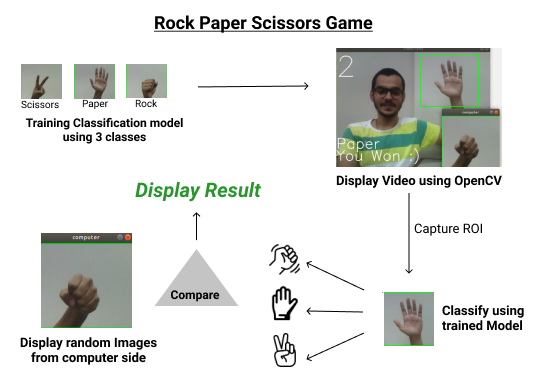 Rock Paper Scissors Game
Scissors
Paper
Rock
Training Classification model
using 3 classes
2
computer
Paper
You Won :)
Display Video using OpenCV
Capture ROI
Display Result
computer
Compare
Classify using
trained Model
Display random Images
from computer side